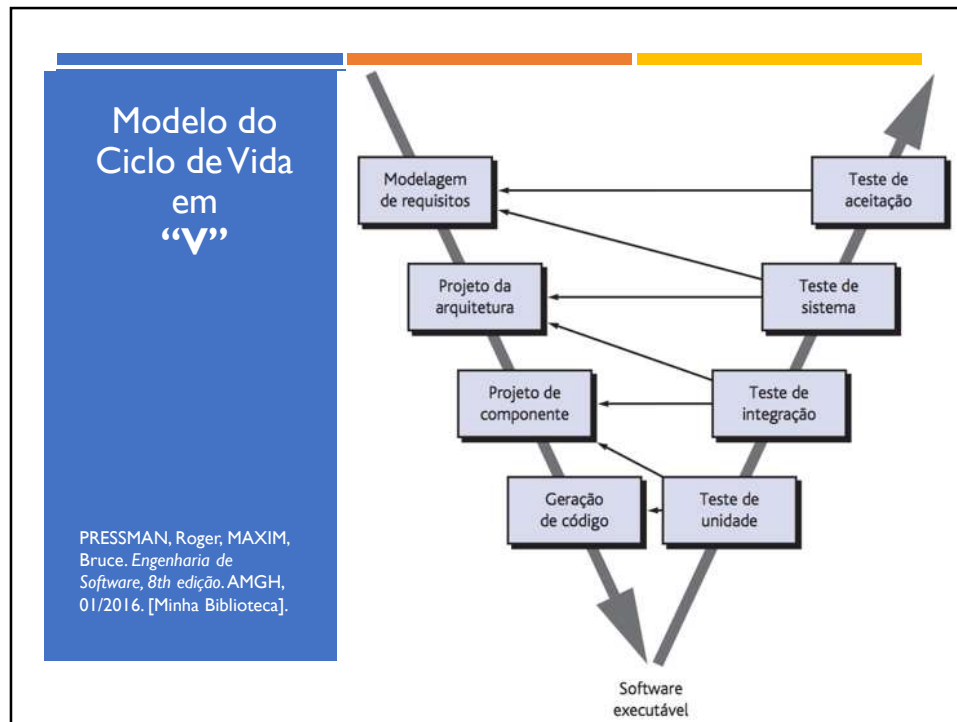 Modelo do
Ciclo de Vida
em
“V”
PRESSMAN, Roger, MAXIM,
Bruce. Engenharia de
Software, 8th edição. AMGH,
01/2016. [Minha Biblioteca].
Modelagem
de requisitos
Teste de
aceitação
Projeto da
arquitetura
Teste de
sistema
Projeto de
componente
Teste de
integração
Geração
de código
Teste de
unidade
Software
executável